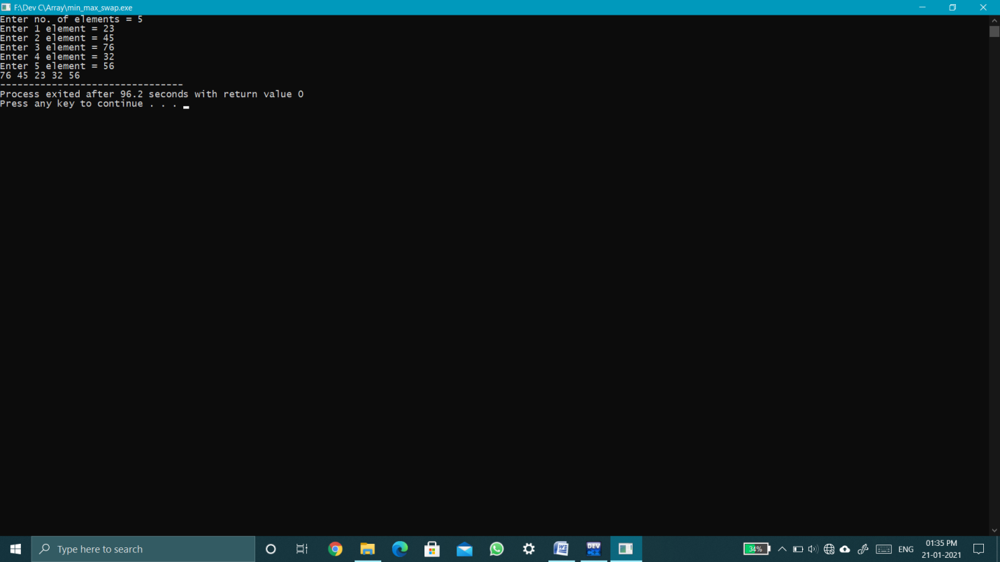 F:\Dev C\Array\min_max_swap.exe
Enter no. of elements = 5
Enter 1 element = 23
Enter 2 element = 45
Enter 3 element = 76
Enter 4 element = 32
Enter 5 element = 56
76 45 23 32 56
--------------------------------
Process exited after 96.2 seconds with return value 0
Press any key to continue . . .
Type here to search
DEV
34%
ENG
01:35 PM
21-01-2021